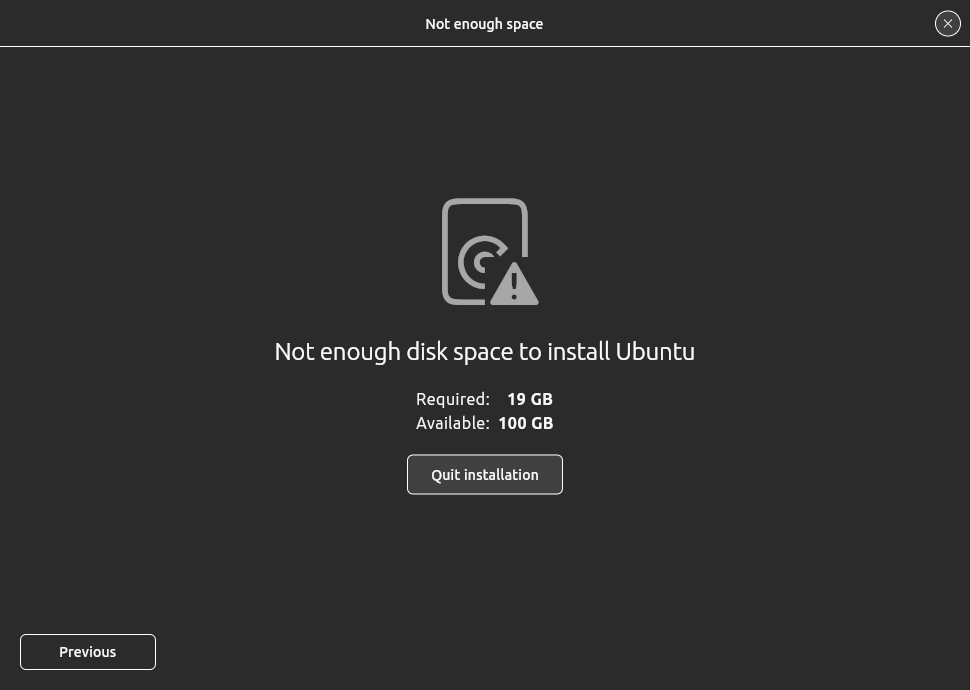 Not enough space
Not enough disk space to install Ubuntu
Required: 19 GB
Available: 100 GB
Quit installation
Previous